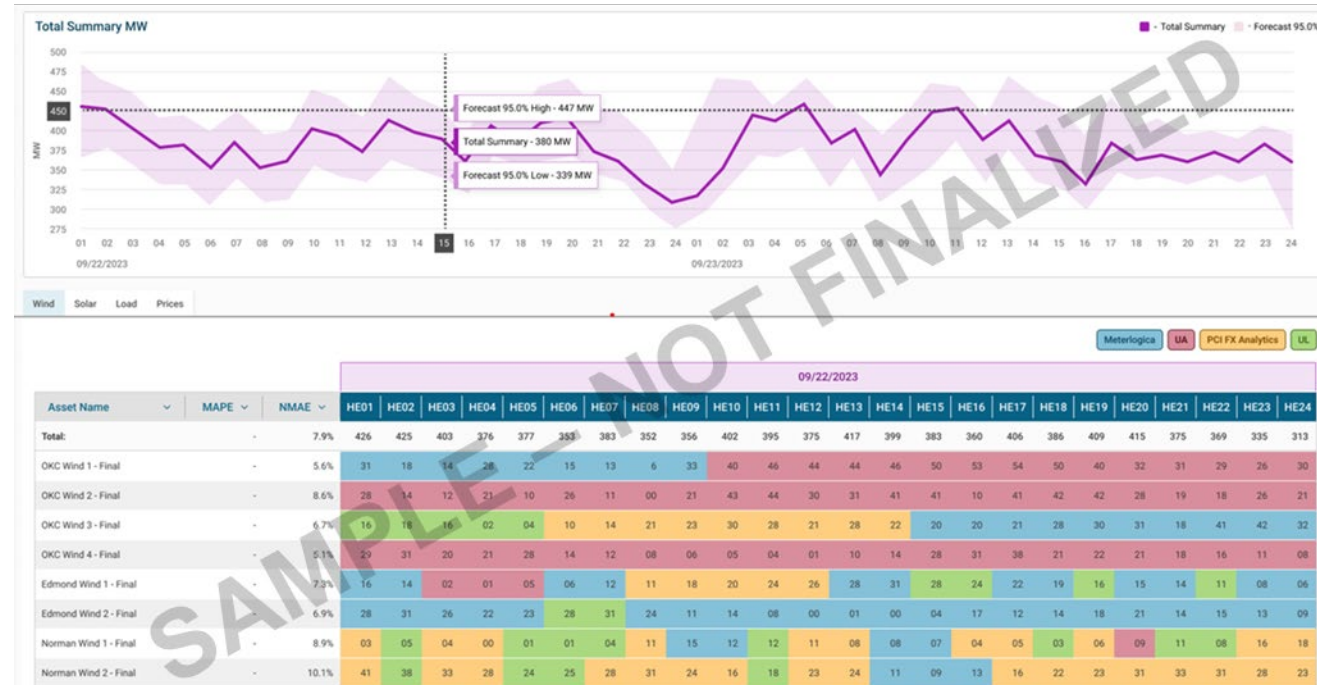 Total Summary MW
- Total Summary - Forecast 95.0%
500
475
450
450
400
375
350
325
300
275
MW
Forecast 95.0% High - 447 MW
Total Summary - 380 MW
Forecast 95.0% Low - 339 MW
01 02 03 04 05 06 07 08 09 10 11 12 13 14 15 16 17 18 19 20 21 22 23 24 01 02 03 04 05 06 07 08 09 10 11 12 13 14 15 16 17 18 19 20 21 22 23 24
09/22/2023 09/23/2023
SAMPLE – NOT FINALIZED
Wind Solar Load Prices
Meterlogica UA PCI FX Analytics UL
09/22/2023
Asset Name MAPE NMAE HE01 HE02 HE03 HE04 HE05 HE06 HE07 HE08 HE09 HE10 HE11 HE12 HE13 HE14 HE15 HE16 HE17 HE18 HE19 HE20 HE21 HE22 HE23 HE24
Total: - 7.9% 426 425 403 376 377 353 383 352 356 402 395 375 417 399 383 360 406 386 409 415 375 369 335 313
OKC Wind 1 - Final - 5.6% 31 18 14 28 22 15 13 6 33 40 46 44 44 46 50 53 54 50 40 32 31 29 26 30
OKC Wind 2 - Final - 8.6% 28 14 12 21 10 26 11 00 21 43 44 30 31 41 41 10 41 42 42 28 19 18 26 21
OKC Wind 3 - Final - 6.7% 16 18 16 02 04 10 14 21 23 30 28 21 28 22 20 20 21 28 30 31 18 41 42 32
OKC Wind 4 - Final - 5.1% 29 31 20 21 28 14 12 08 06 05 04 01 10 14 28 31 38 21 22 21 18 16 11 08
Edmond Wind 1 - Final - 7.3% 16 14 02 01 05 06 12 11 18 20 24 26 28 31 28 24 22 19 16 15 14 11 08 06
Edmond Wind 2 - Final - 6.9% 28 31 26 22 23 28 31 24 11 14 08 00 01 00 04 17 12 14 18 21 14 15 13 09
Norman Wind 1 - Final - 8.9% 03 05 04 00 01 01 04 11 15 12 12 11 08 08 07 04 05 03 06 09 11 08 16 18
Norman Wind 2 - Final - 10.1% 41 38 33 28 24 25 28 31 24 16 18 23 24 11 09 13 16 22 23 31 33 31 28 23